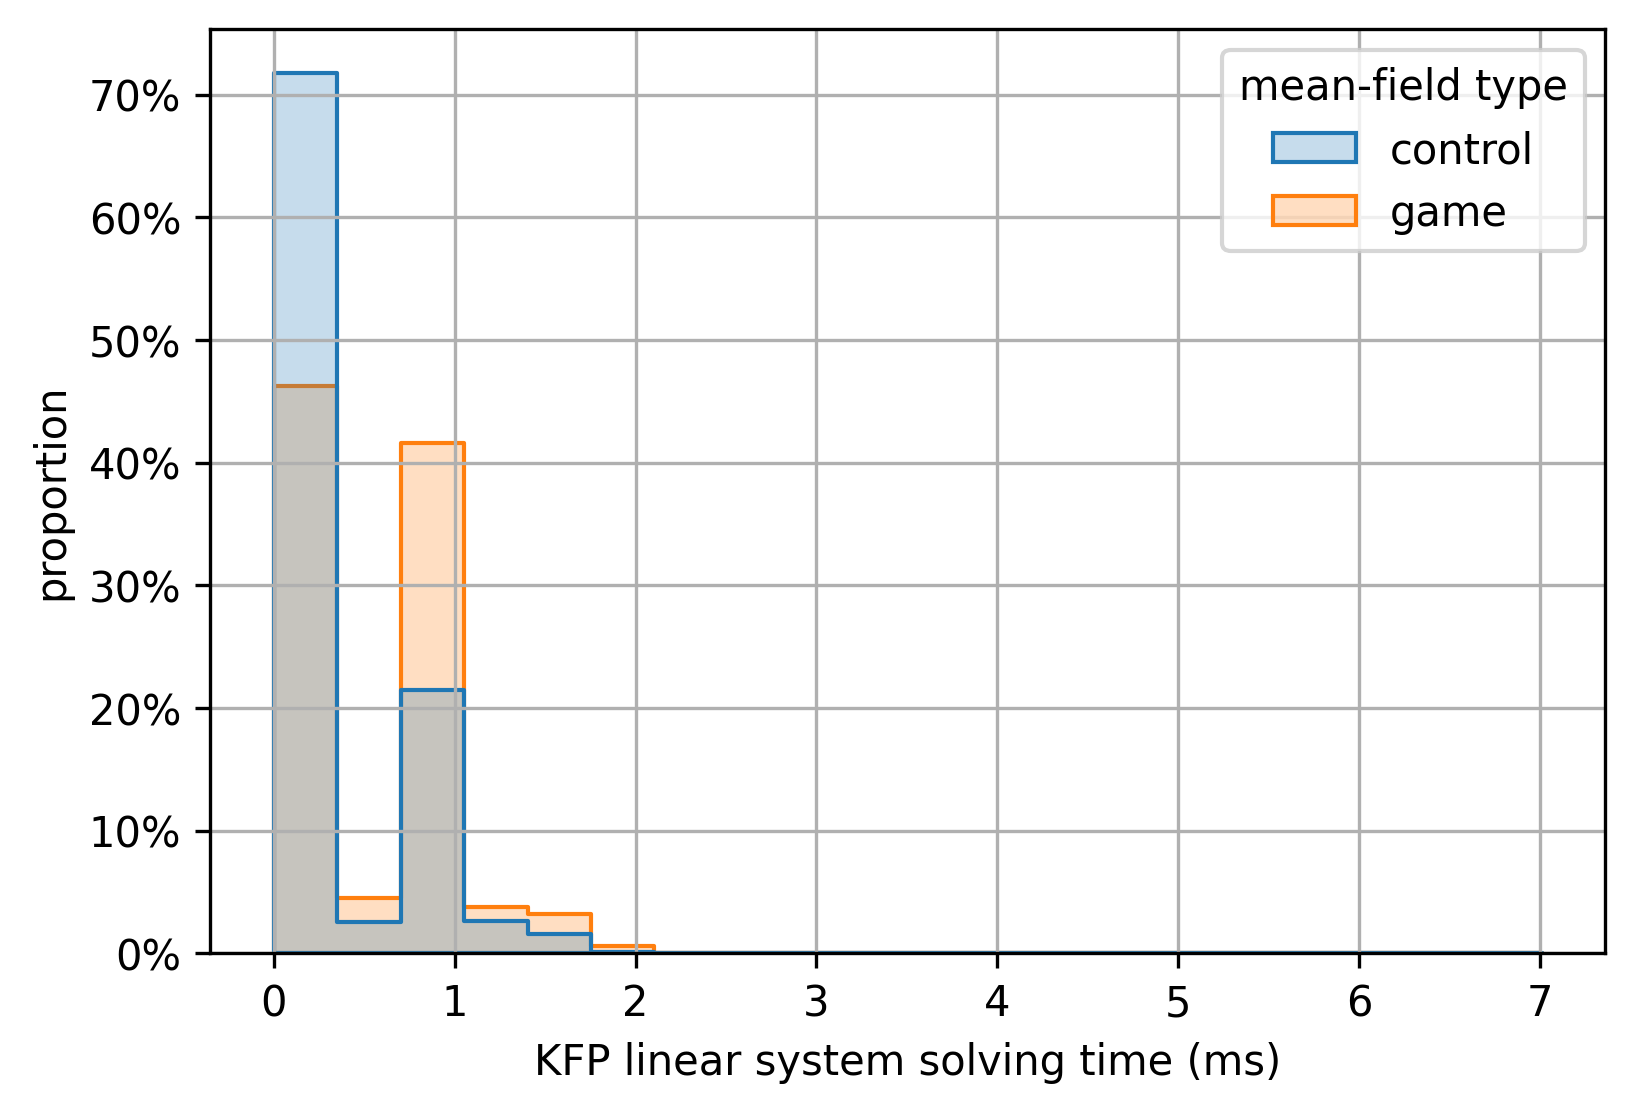 mean-field type
control
game
70%
60%
50%
40%
30%
20%
10%
0%
proportion
0 1 2 3 4 5 6 7
KFP linear system solving time (ms)